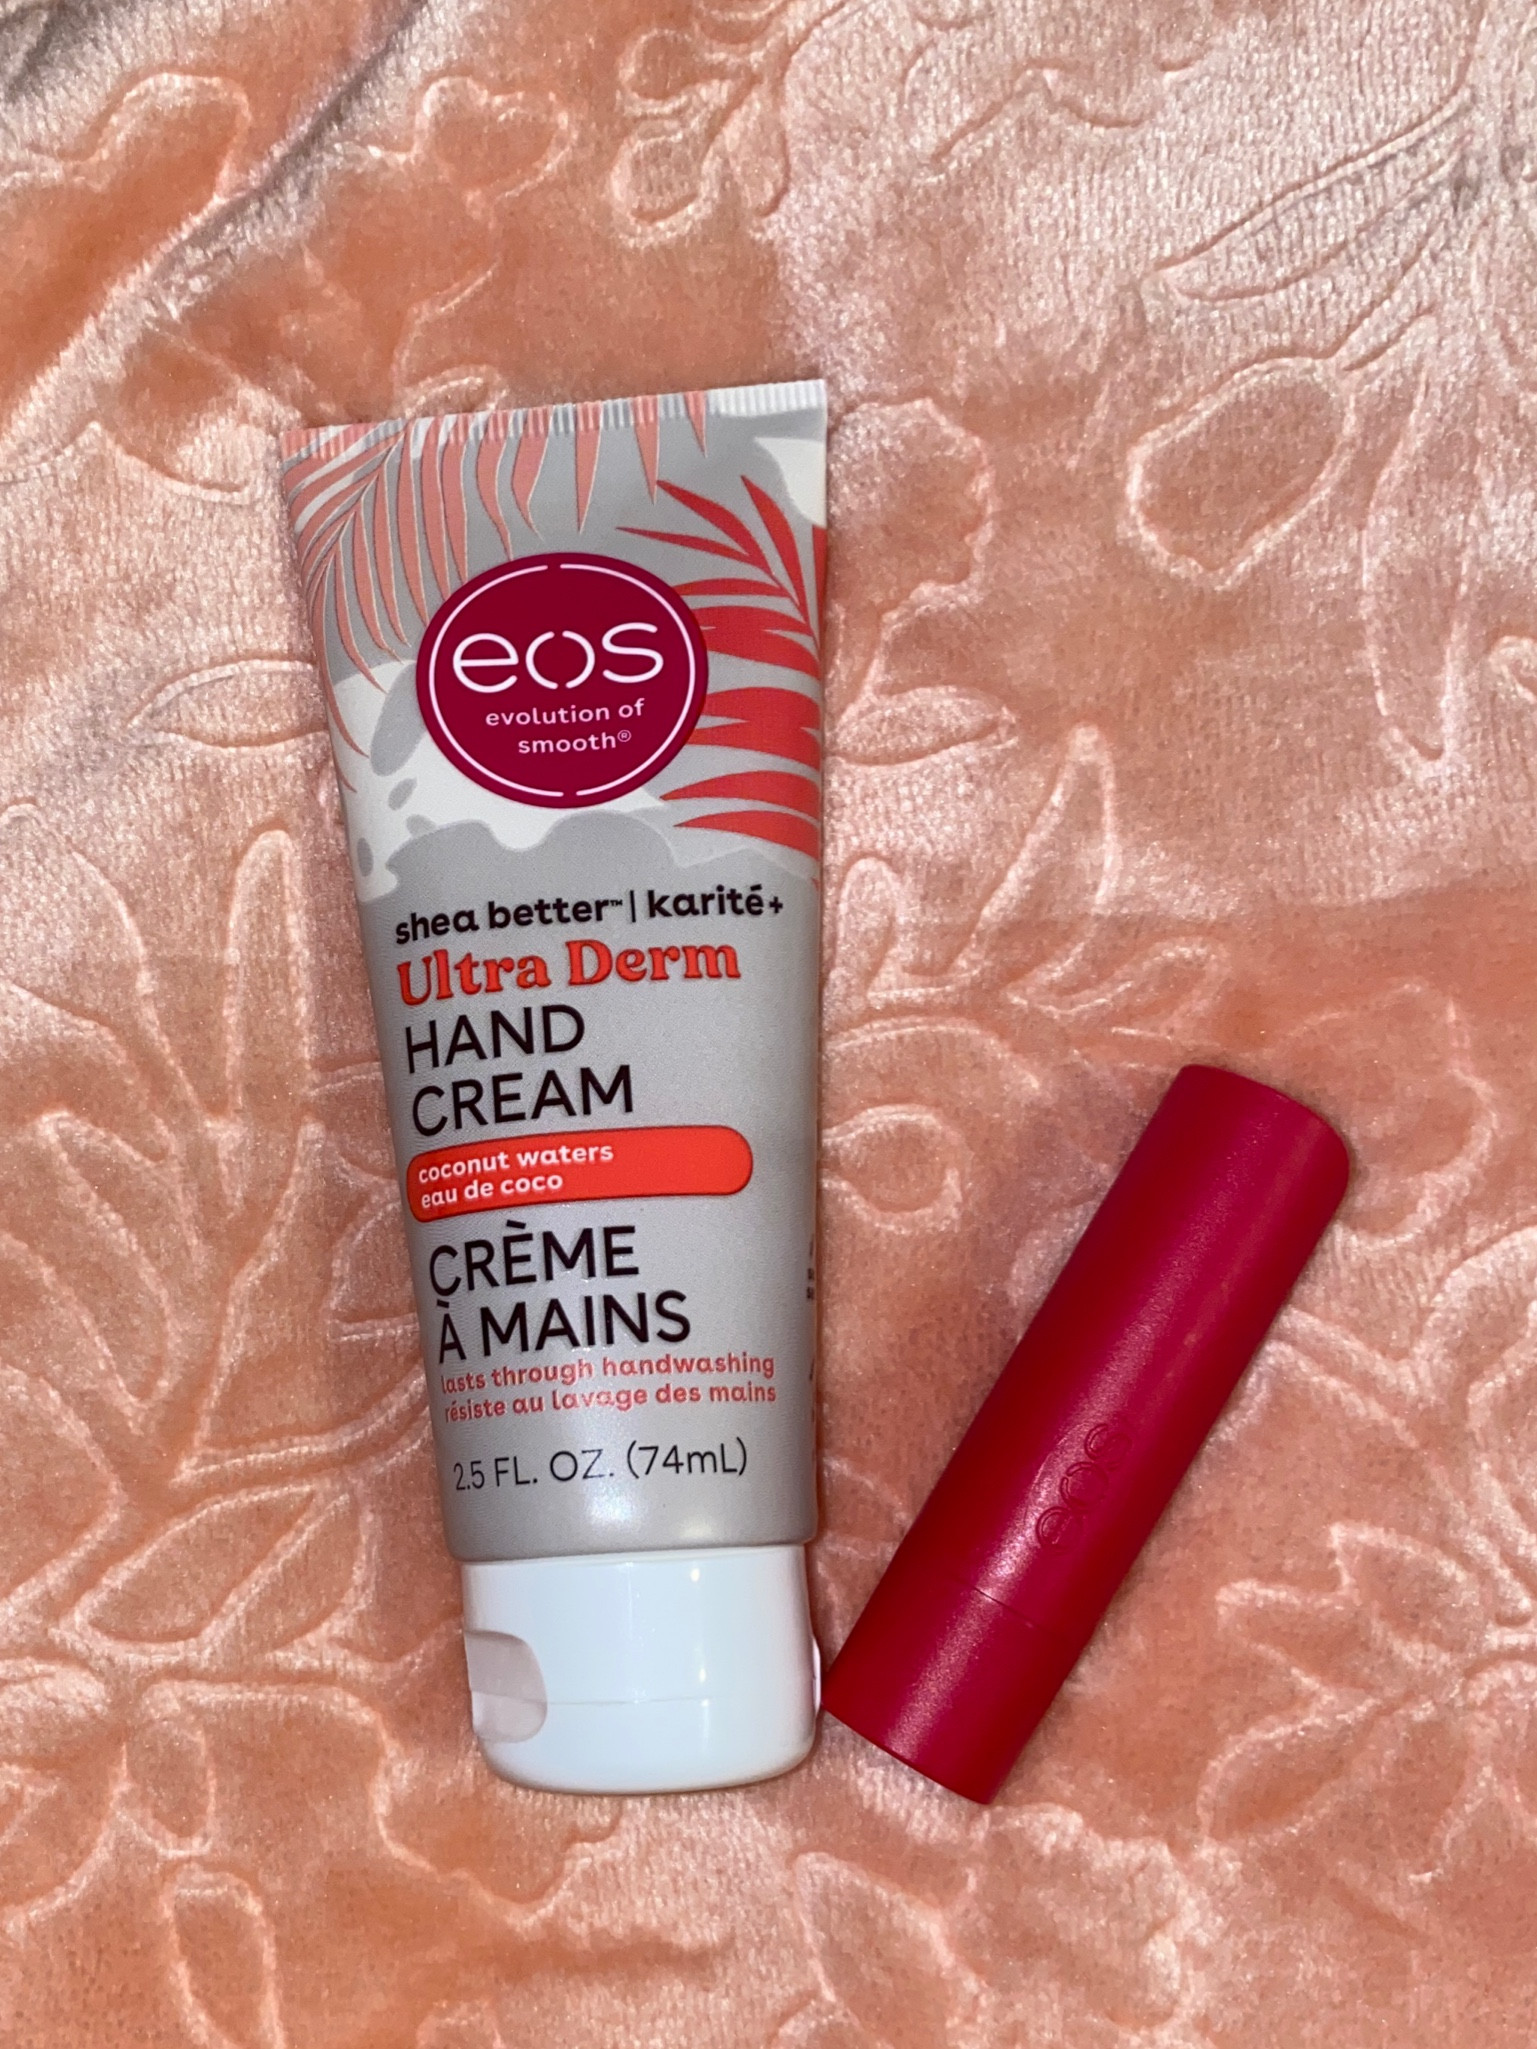 eos
evolution of
smooth®
shea better™ | karité+
Ultra Derm
HAND
CREAM
coconut waters
eau de coco
CRÈME
À MAINS
lasts through handwashing
résiste au lavage des mains
2.5 FL. OZ. (74mL)
eos